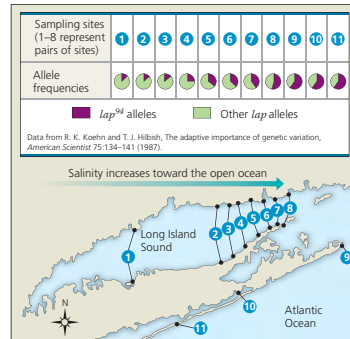 Sampling sites
(1–8 represent
pairs of sites)
1 2 3 4 5 6 7 8 9 10 11
Allele
frequencies
lap94 alleles Other lap alleles
Data from R. K. Koehn and T. J. Hilbish, The adaptive importance of genetic variation,
American Scientist 75:134–141 (1987).
Salinity increases toward the open ocean
Long Island
Sound
1
2
3
4
5
6
7
8
N
9
10
11
Atlantic
Ocean